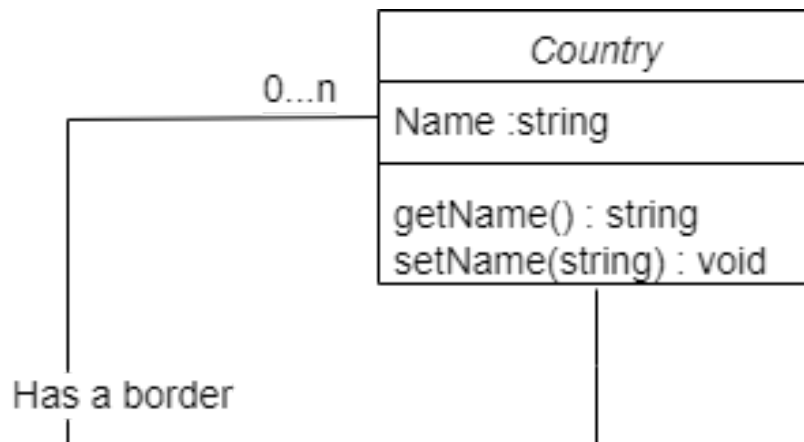 Country
0...n
Name :string
getName() : string
setName(string) : void
Has a border